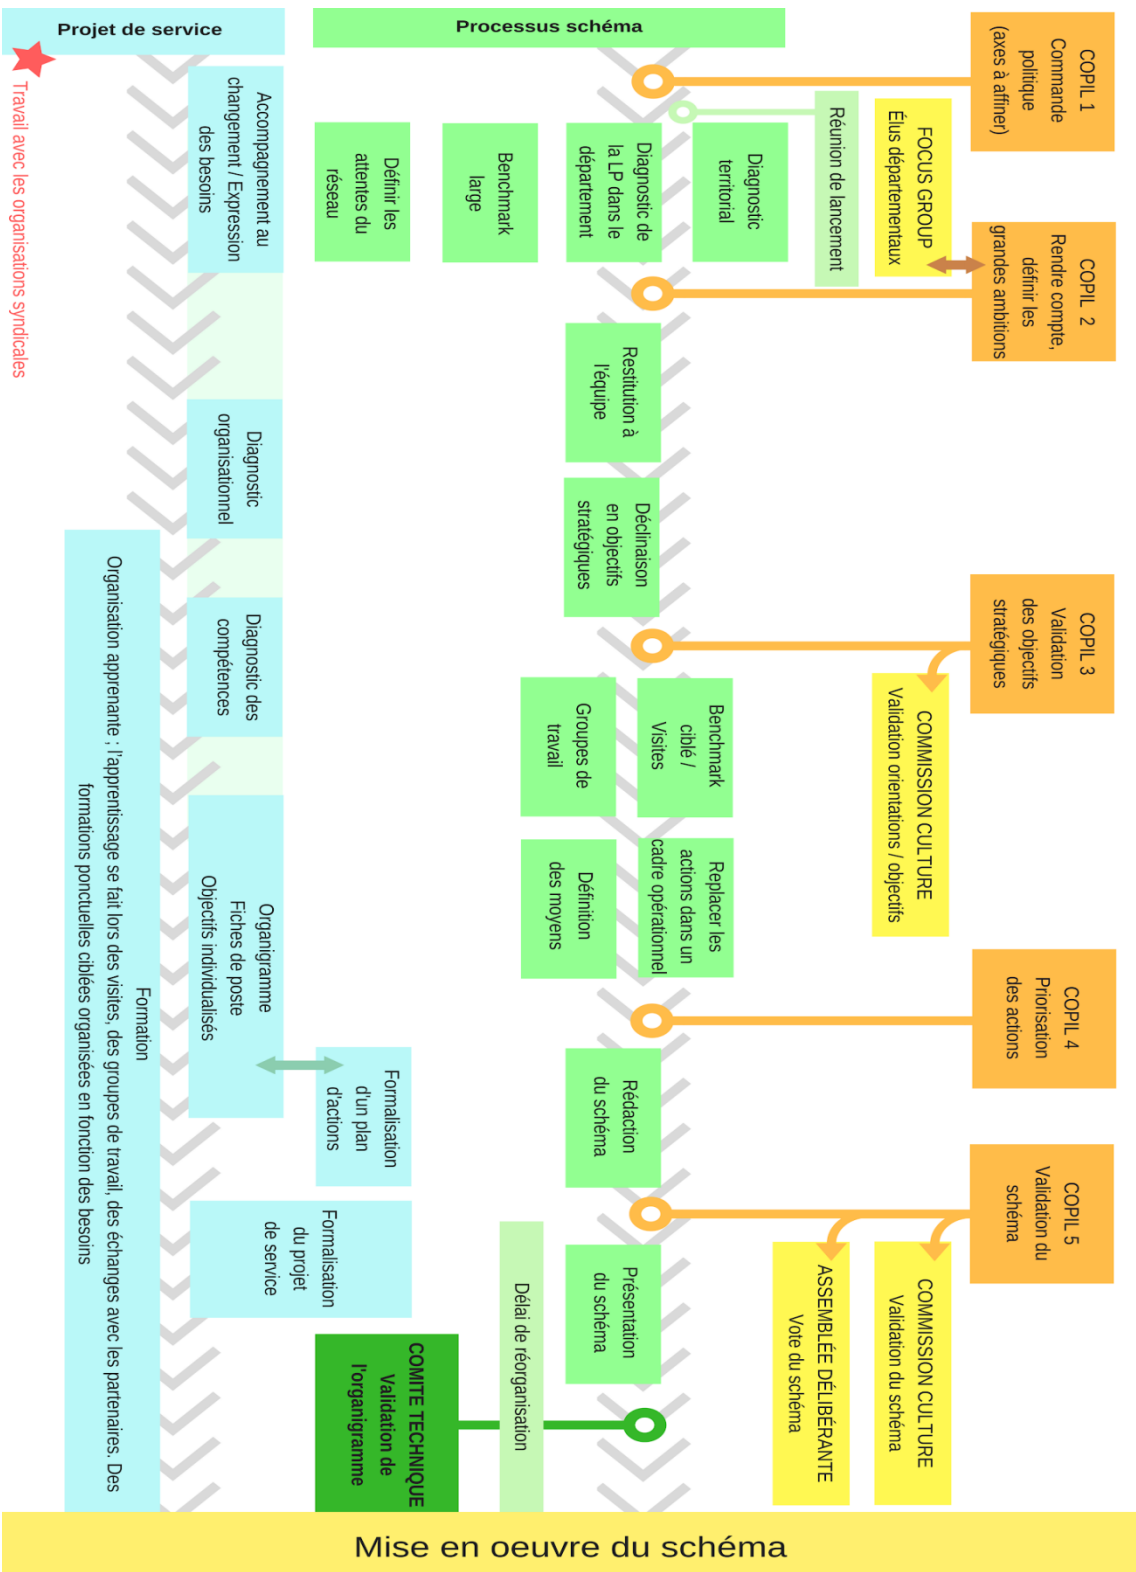 Projet de service
Processus schéma
COPIL 1
Commande
politique
(axes à affiner)
FOCUS GROUP
Élus départementaux
Réunion de lancement
COPIL 2
Rendre compte,
définir les
grandes ambitions
COPIL 3
Validation
des objectifs
stratégiques
COMMISSION CULTURE
Validation orientations / objectifs
COPIL 4
Priorisation
des actions
COPIL 5
Validation du
schéma
COMMISSION CULTURE
Validation du schéma
ASSEMBLÉE DÉLIBÉRANTE
Vote du schéma
Diagnostic
territorial
Diagnostic de
la LP dans le
département
Benchmark
large
Définir les
attentes du
réseau
Restitution à
l'équipe
Déclinaison
en objectifs
stratégiques
Benchmark
ciblé /
Visites
Groupes de
travail
Replacer les
actions dans un
cadre opérationnel
Définition
des moyens
Rédaction
du schéma
Présentation
du schéma
Délai de réorganisation
COMITE TECHNIQUE
Validation de
l'organigramme
Accompagnement au
changement / Expression
des besoins
Diagnostic
organisationnel
Diagnostic des
compétences
Organigramme
Fiches de poste
Objectifs individualisés
Formalisation
d'un plan
d'actions
Formalisation
du projet
de service
Formation
Organisation apprenante ; l'apprentissage se fait lors des visites, des groupes de travail, des échanges avec les partenaires. Des
formations ponctuelles ciblées organisées en fonction des besoins
Travail avec les organisations syndicales
Mise en oeuvre du schéma